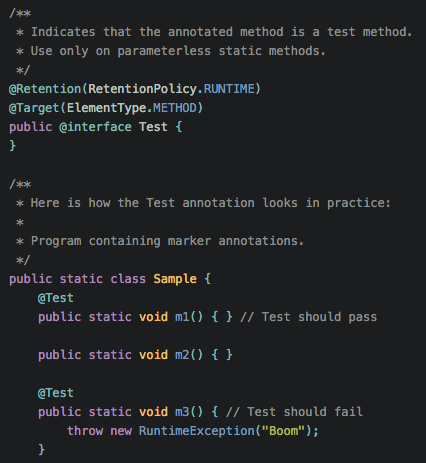 /**
 * Indicates that the annotated method is a test method.
 * Use only on parameterless static methods.
 */
@Retention(RetentionPolicy.RUNTIME)
@Target(ElementType.METHOD)
public @interface Test {
}

/**
 * Here is how the Test annotation looks in practice:
 *
 * Program containing marker annotations.
 */
public static class Sample {
    @Test
    public static void m1() { } // Test should pass

    public static void m2() { }

    @Test
    public static void m3() { // Test should fail
        throw new RuntimeException("Boom");
    }